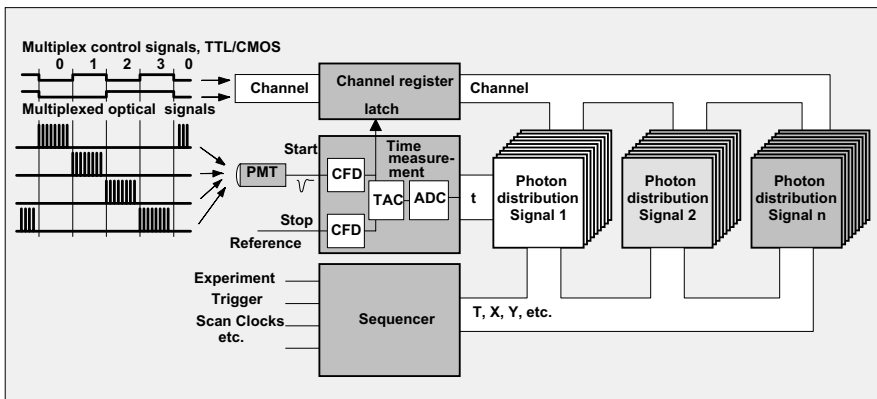 Multiplex control signals, TTL/CMOS
0 1 2 3 0
Multiplexed optical signals
Channel
Channel register
latch
Channel
Start
PMT
CFD
Time
measure-
ment
TAC
ADC
t
Stop
Reference
CFD
Photon
distribution
Signal 1
Photon
distribution
Signal 2
Photon
distribution
Signal n
Experiment
Trigger
Scan Clocks
etc.
Sequencer
T, X, Y, etc.